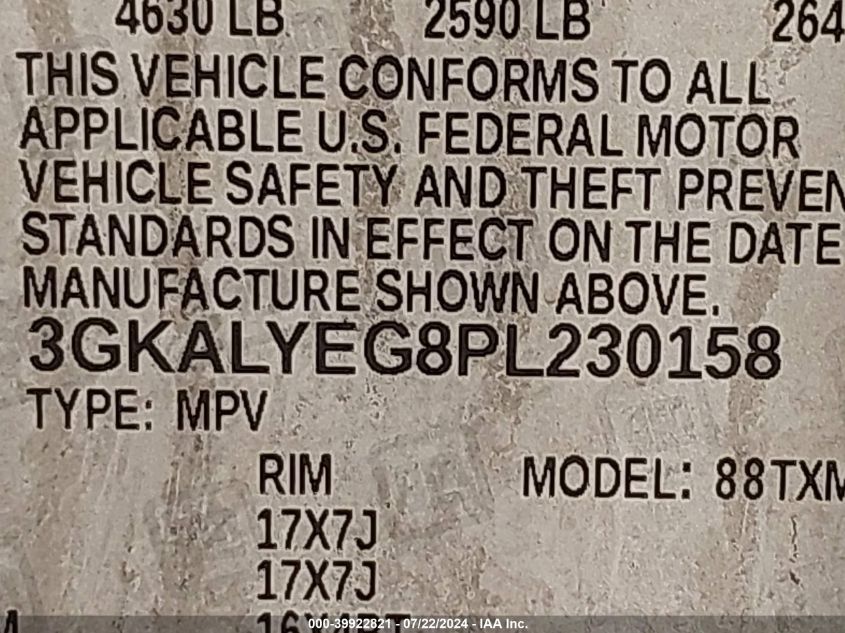 4630 LB 2590 LB 264
THIS VEHICLE CONFORMS TO ALL
APPLICABLE U.S. FEDERAL MOTOR
VEHICLE SAFETY AND THEFT PREVEN
STANDARDS IN EFFECT ON THE DATE
MANUFACTURE SHOWN ABOVE.
3GKALYEG8PL230158
TYPE: MPV
RIM MODEL: 88TXM
17X7J
17X7J
16X4BT
000-39922821 - 07/22/2024 - IAA Inc.